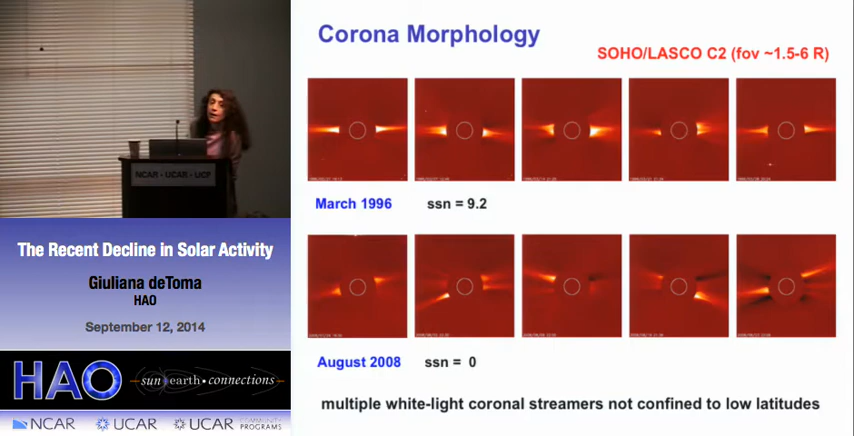 Corona Morphology
SOHO/LASCO C2 (fov ~1.5-6 R)
March 1996 ssn = 9.2
August 2008 ssn = 0
multiple white-light coronal streamers not confined to low latitudes
NCAR - UCAR - UCP
The Recent Decline in Solar Activity
Giuliana deToma
HAO
September 12, 2014
HAO sun earth • connections
NCAR UCAR UCAR COMMUNITY
PROGRAMS